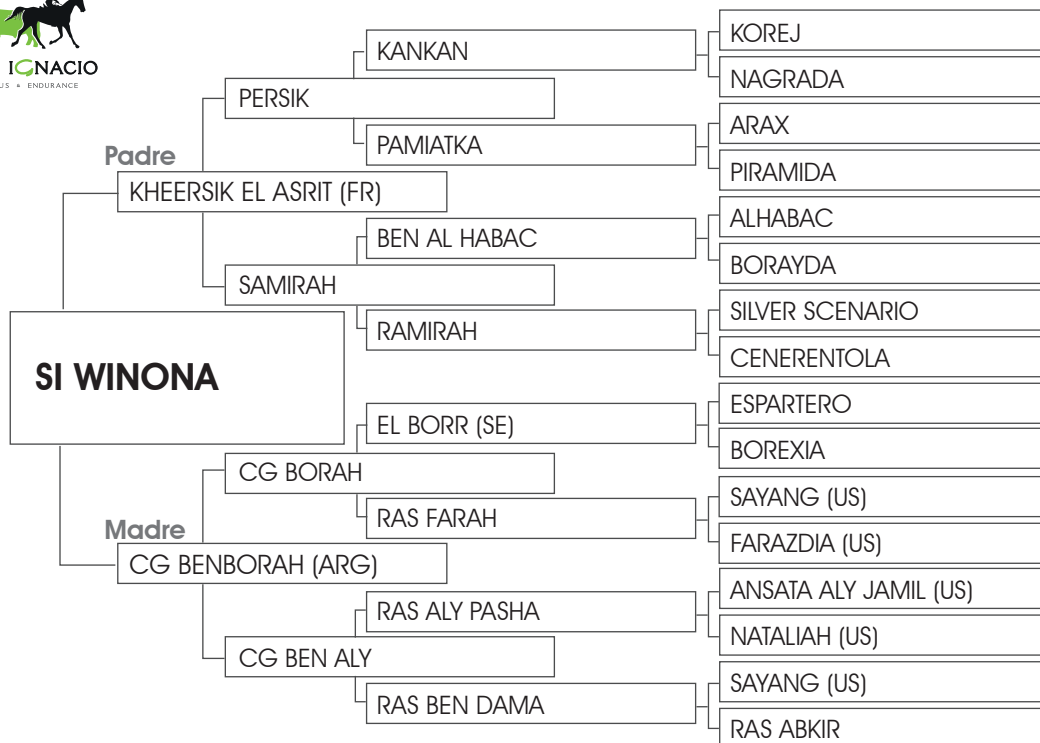 IGNACIO
US & ENDURANCE
KOREJ
KANKAN
NAGRADA
PERSIK
ARAX
PAMIATKA
PIRAMIDA
Padre
KHEERSIK EL ASRIT (FR)
ALHABAC
BEN AL HABAC
BORAYDA
SAMIRAH
SILVER SCENARIO
RAMIRAH
CENERENTOLA
SI WINONA
ESPARTERO
EL BORR (SE)
BOREXIA
CG BORAH
SAYANG (US)
RAS FARAH
FARAZDIA (US)
Madre
CG BENBORAH (ARG)
ANSATA ALY JAMIL (US)
RAS ALY PASHA
NATALIAH (US)
CG BEN ALY
SAYANG (US)
RAS BEN DAMA
RAS ABKIR